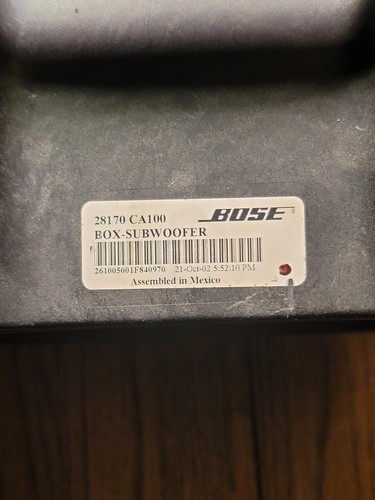 28170 CA100 BOSE
BOX-SUBWOOFER
261005001F840970 21-Oct-02 5:52:10 PM
Assembled in Mexico